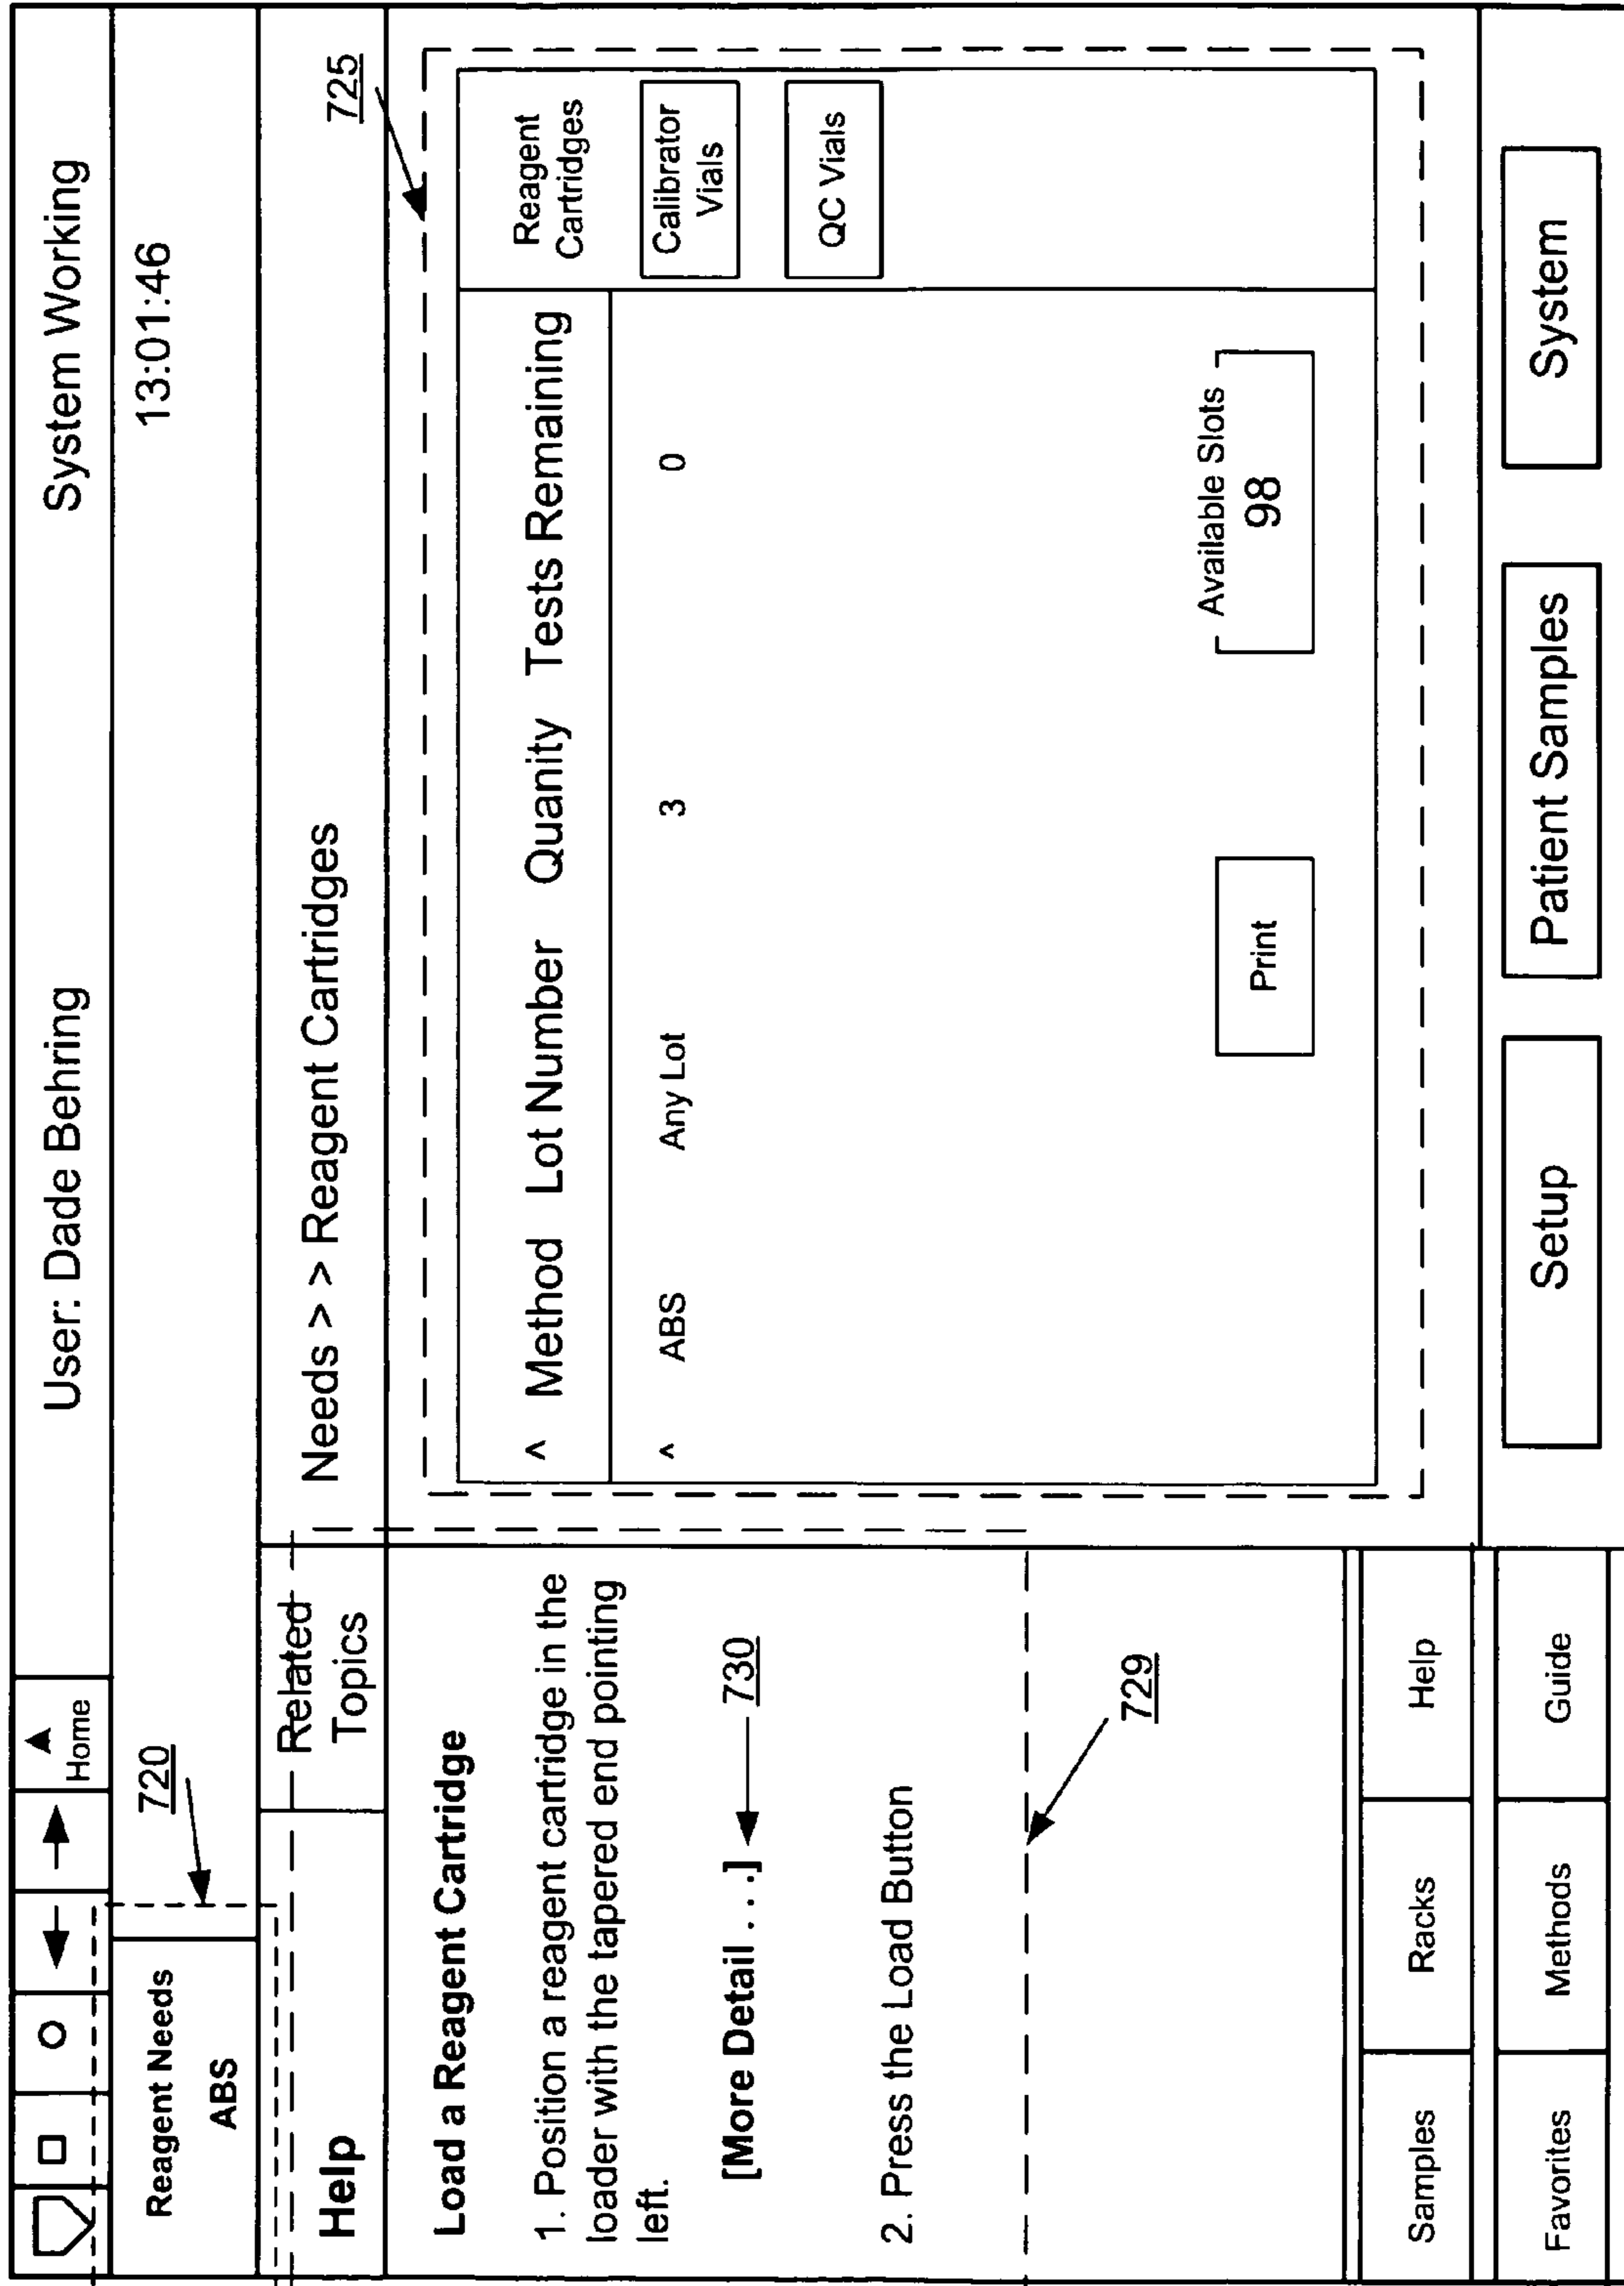 Home
User: Dade Behring
System Working
720
Reagent Needs
ABS
13:01:46
Help
Related
Topics
Needs > > Reagent Cartridges
725
Load a Reagent Cartridge
1. Position a reagent cartridge in the
loader with the tapered end pointing
left.
[More Detail . . .]
730
2. Press the Load Button
729
^ Method Lot Number Quanity Tests Remaining
^ ABS Any Lot 3 0
Reagent
Cartridges
Calibrator
Vials
QC Vials
Print
Available Slots
98
Samples
Racks
Help
Favorites
Methods
Guide
Setup
Patient Samples
System